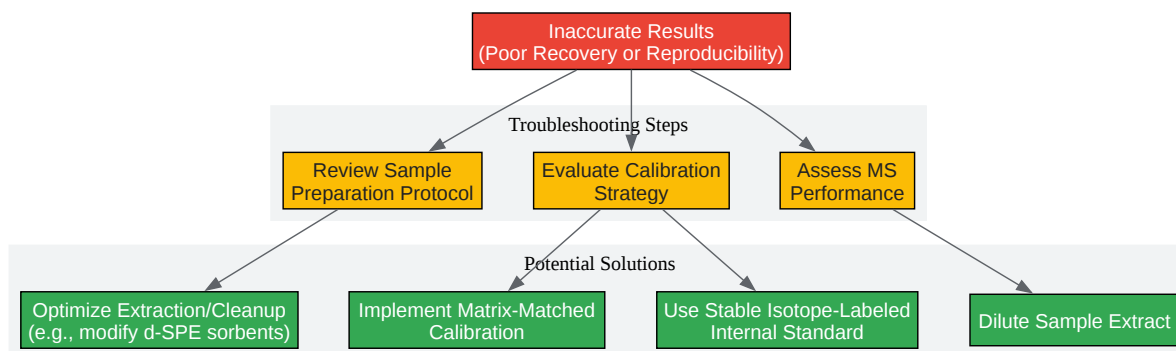 Inaccurate Results
(Poor Recovery or Reproducibility)
Troubleshooting Steps
Review Sample
Preparation Protocol
Evaluate Calibration
Strategy
Assess MS
Performance
Potential Solutions
Optimize Extraction/Cleanup
(e.g., modify d-SPE sorbents)
Implement Matrix-Matched
Calibration
Use Stable Isotope-Labeled
Internal Standard
Dilute Sample Extract